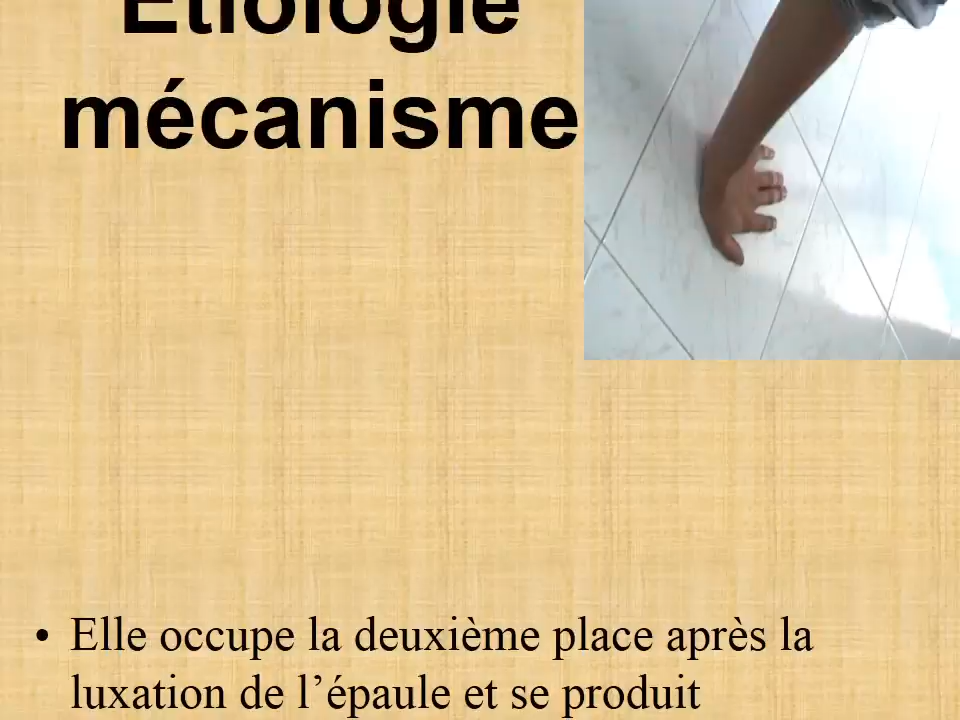 Etiologie
mécanisme
• Elle occupe la deuxième place après la
luxation de l’épaule et se produit